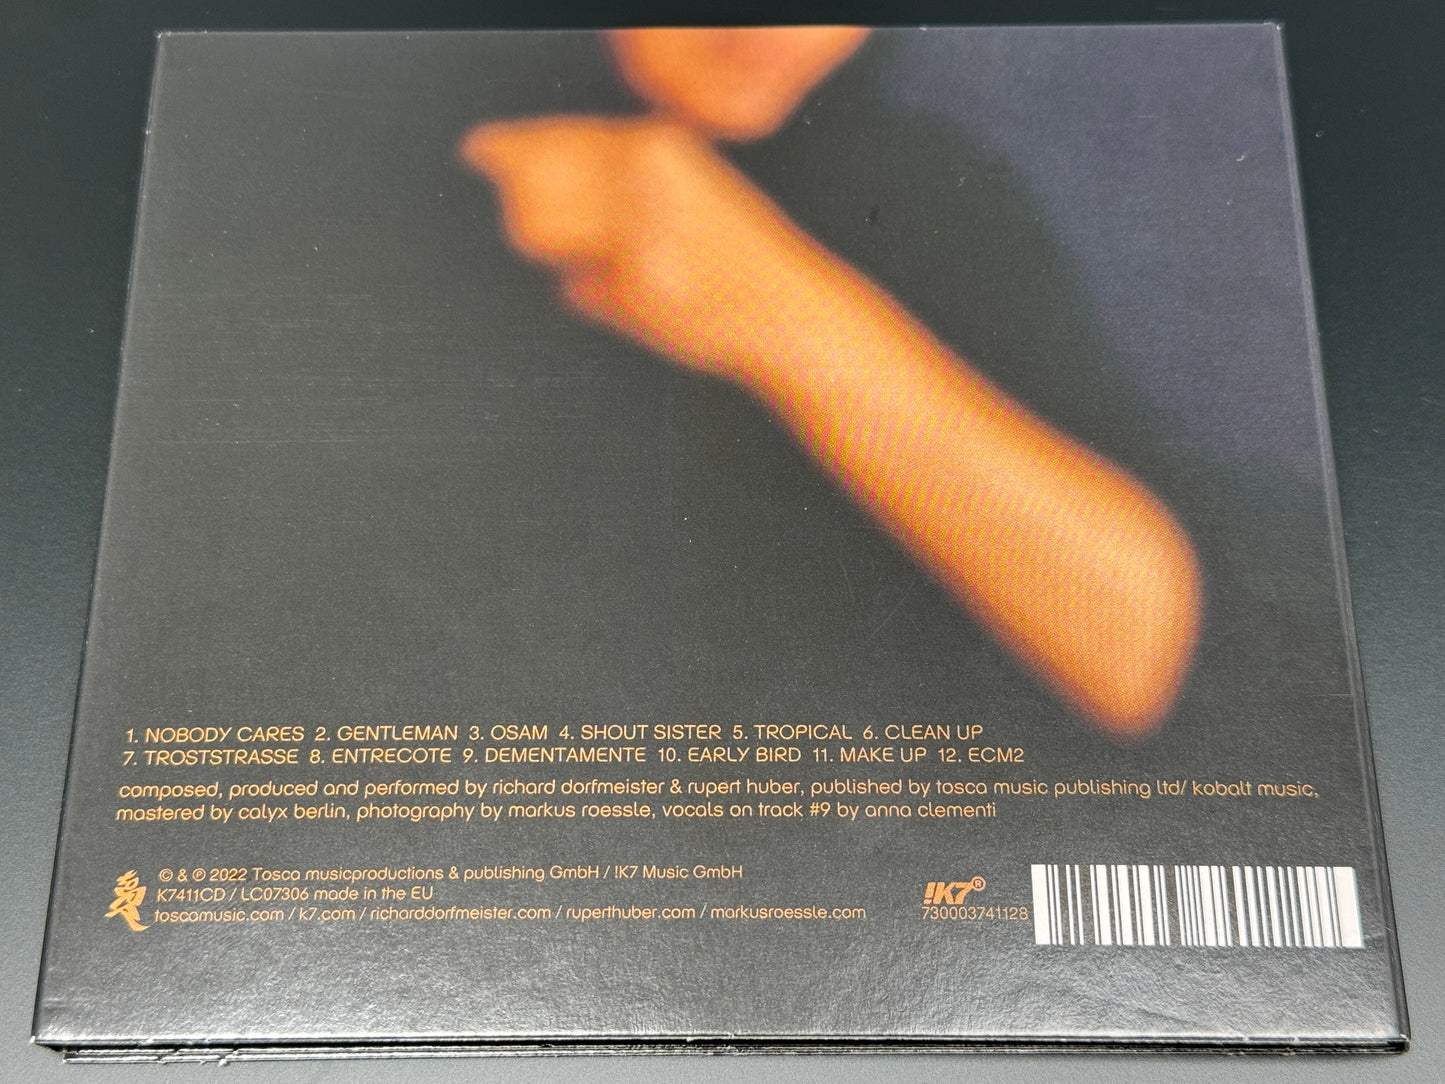 1. NOBODY CARES 2. GENTLEMAN 3. OSAM 4. SHOUT SISTER 5. TROPICAL 6. CLEAN UP
7. TROSTSTRASSE 8. ENTRECOTE 9. DEMENTAMENTE 10. EARLY BIRD 11. MAKE UP 12. ECM2
composed, produced and performed by richard dorfmeister & rupert huber, published by tosca music publishing ltd/ kobalt music,
mastered by calyx berlin, photography by markus roessle, vocals on track #9 by anna clementi
© & ℗ 2022 Tosca musicproductions & publishing GmbH / !K7 Music GmbH
K7411CD / LC07306 made in the EU
toscamusic.com / k7.com / richarddorfmeister.com / ruperthuber.com / markusroessle.com
!K7®
730003741128